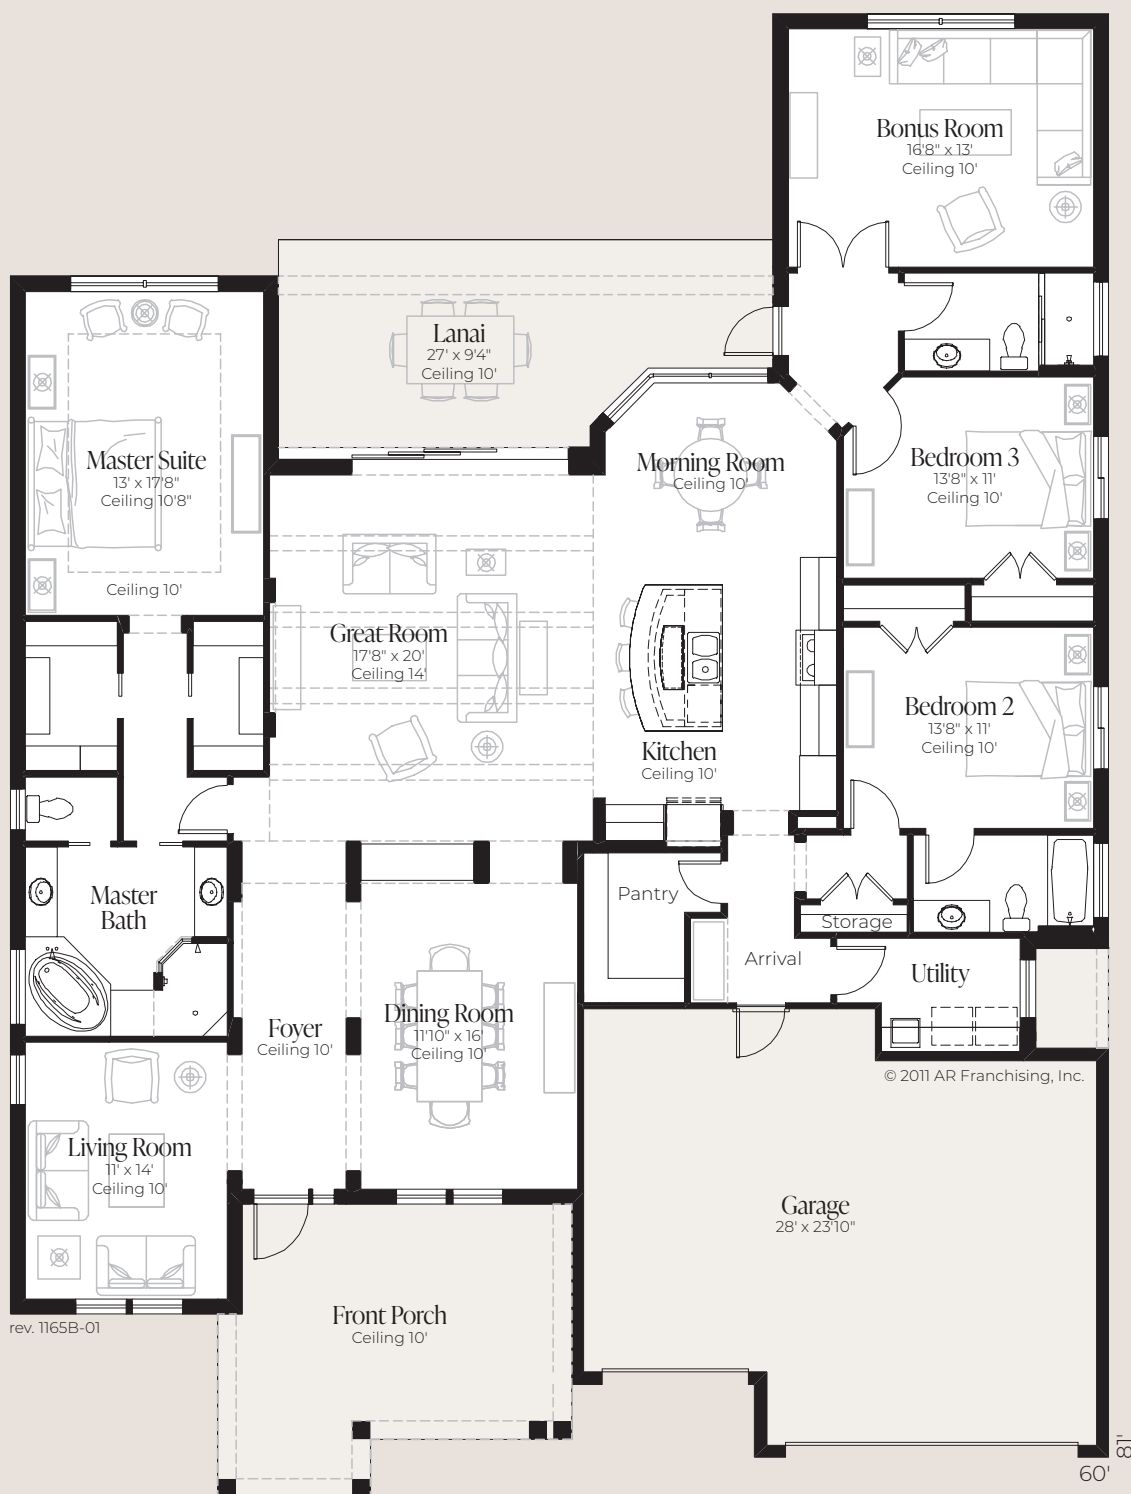 Bonus Room
16'8" x 13'
Ceiling 10'
Lanai
27' x 9'4"
Ceiling 10'
Master Suite
13' x 17'8"
Ceiling 10'8"
Ceiling 10'
Morning Room
Ceiling 10'
Bedroom 3
13'8" x 11'
Ceiling 10'
Great Room
17'8" x 20'
Ceiling 14'
Kitchen
Ceiling 10'
Bedroom 2
13'8" x 11'
Ceiling 10'
Master
Bath
Pantry
Storage
Arrival
Utility
Foyer
Ceiling 10'
Dining Room
11'10" x 16'
Ceiling 10'
© 2011 AR Franchising, Inc.
Living Room
11' x 14'
Ceiling 10'
Garage
28' x 23'10"
Front Porch
Ceiling 10'
rev. 1165B-01
81'
60'